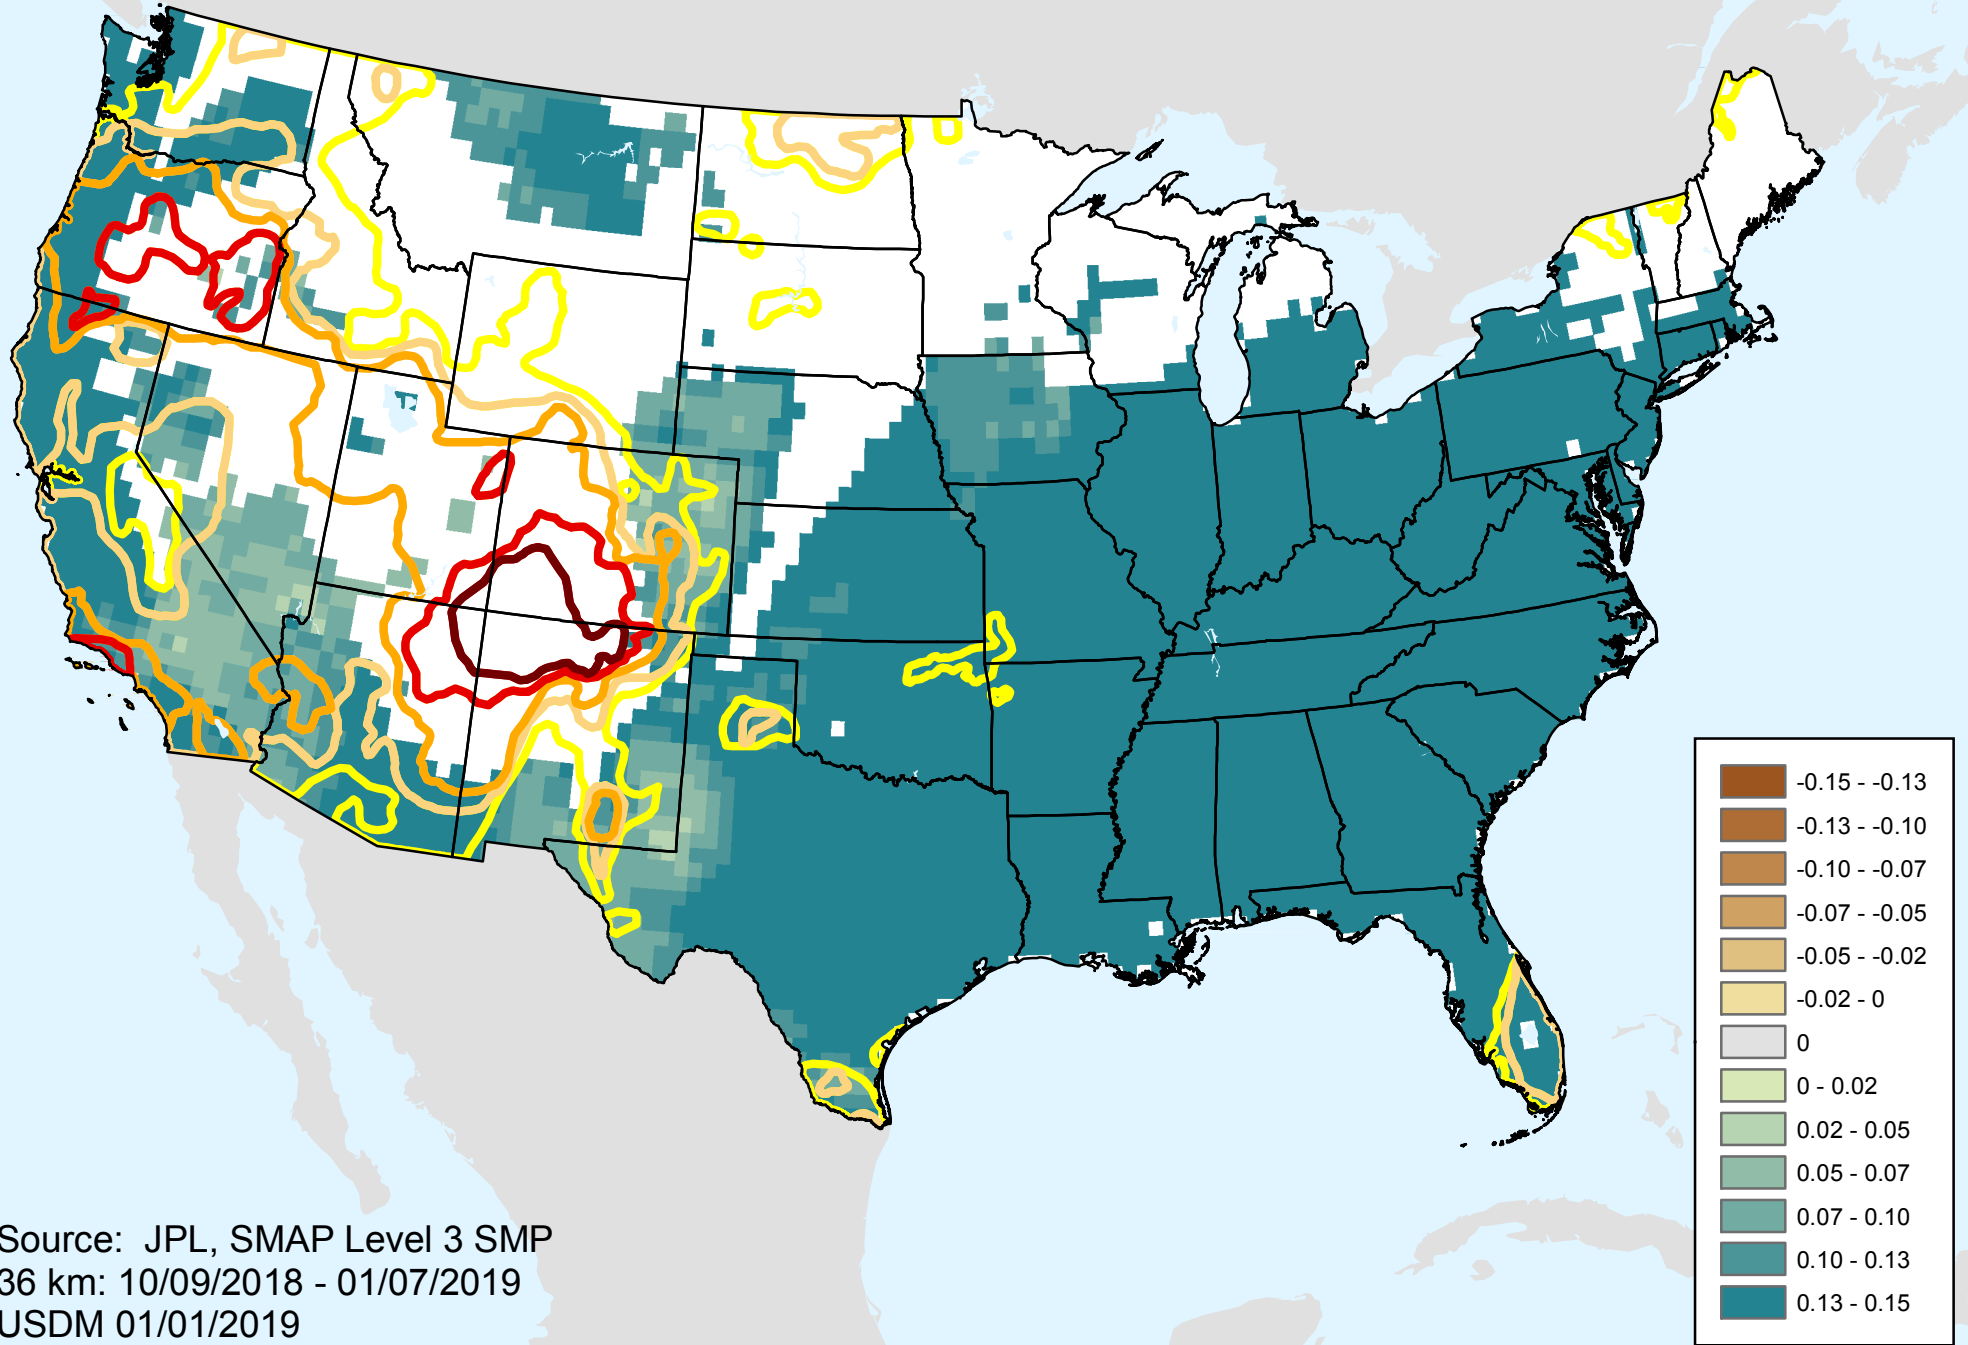 -0.15 - -0.13
-0.13 - -0.10
-0.10 - -0.07
-0.07 - -0.05
-0.05 - -0.02
-0.02 - 0
0
0 - 0.02
0.02 - 0.05
0.05 - 0.07
0.07 - 0.10
0.10 - 0.13
0.13 - 0.15
Source: JPL, SMAP Level 3 SMP
36 km: 10/09/2018 - 01/07/2019
USDM 01/01/2019